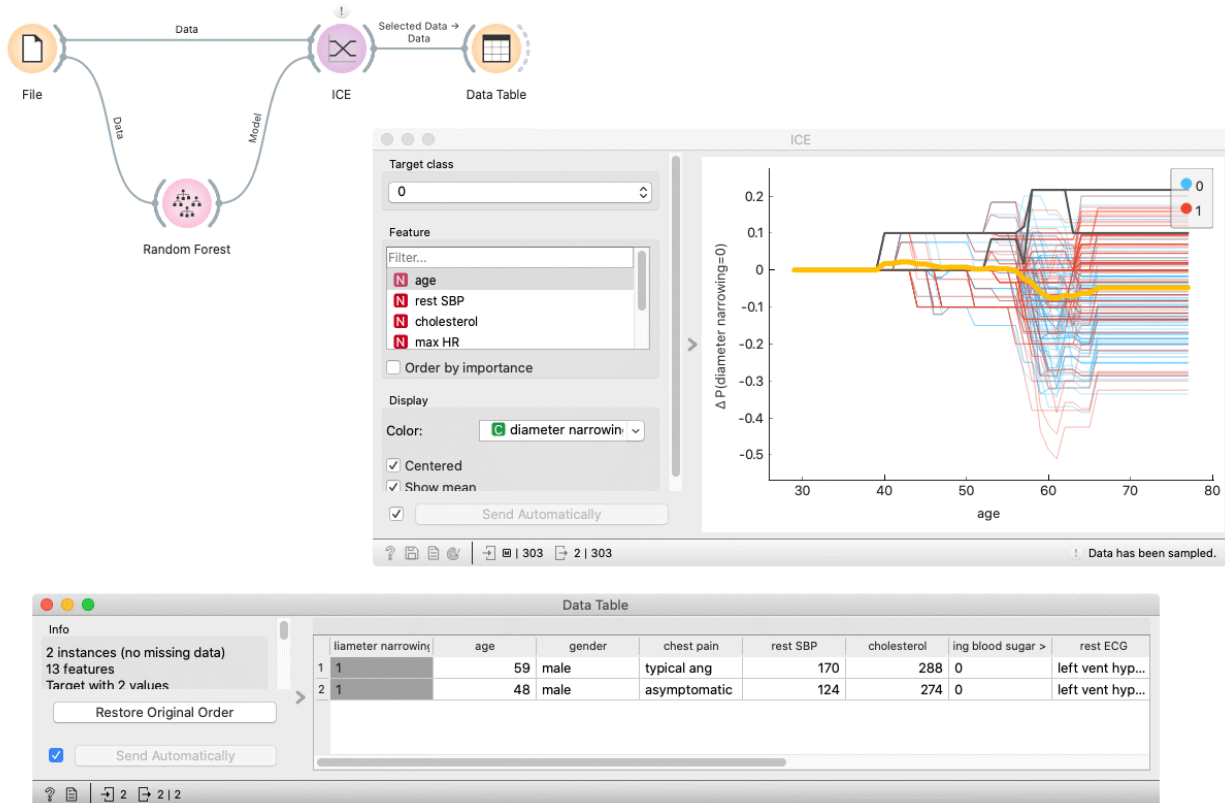 Data
Selected Data →
Data
File
ICE
Data Table
Data
Model
Random Forest
ICE
Target class
0
Feature
Filter...
N age
N rest SBP
N cholesterol
N max HR
Order by importance
Display
Color:
C diameter narrowin
Centered
Show mean
Send Automatically
? | 303
2 | 303
! Data has been sampled.
Δ P(diameter narrowing=0)
0.2
0.1
0
-0.1
-0.2
-0.3
-0.4
-0.5
30 40 50 60 70 80
age
0
1
Data Table
Info
2 instances (no missing data)
13 features
Target with 2 values
Restore Original Order
Send Automatically
? 2 2 | 2
liameter narrowing age gender chest pain rest SBP cholesterol ing blood sugar > rest ECG
1 1 59 male typical ang 170 288 0 left vent hyp...
2 1 48 male asymptomatic 124 274 0 left vent hyp...